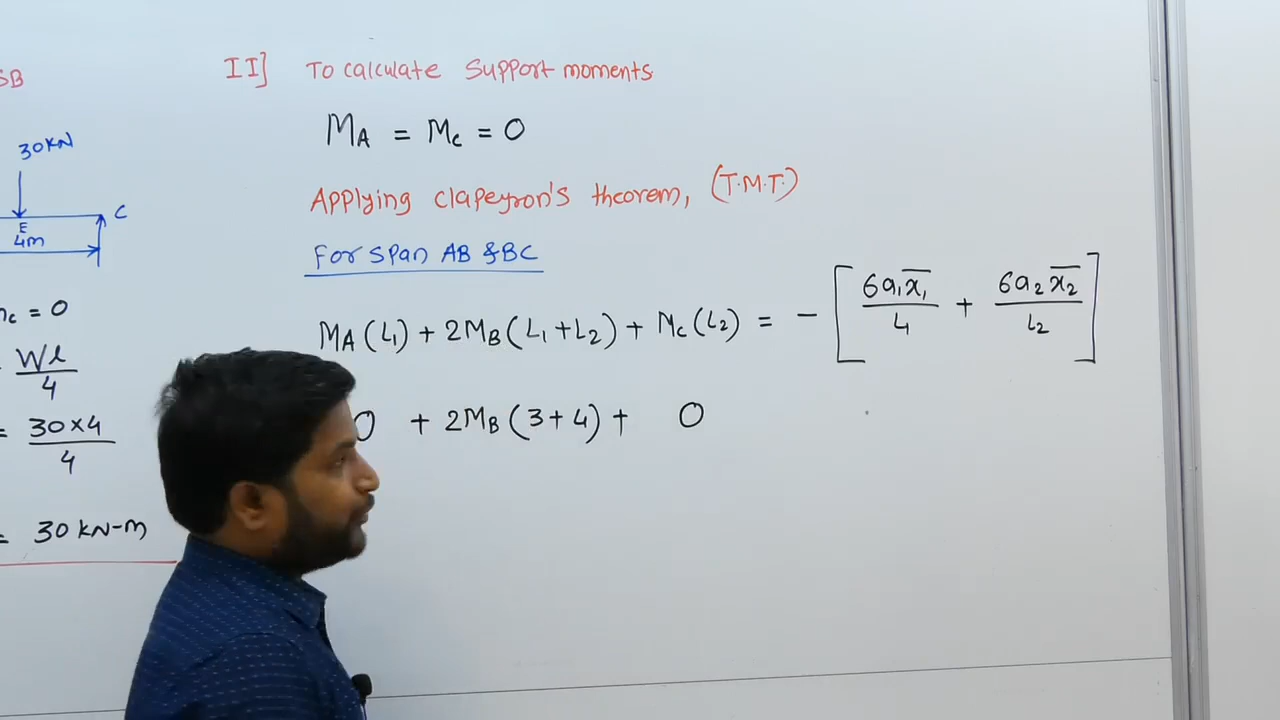 SB
30KN
E
4m
C
Mc = 0
Wl
4
= 30×4
4
= 30 KN-m
II] To calculate Support moments
MA = Mc = 0
Applying clapeyron's theorem, (T.M.T.)
For Span AB & BC
MA (L1) + 2MB (L1+L2) + Mc (L2) = - [ 6a1x̄1 / L1 + 6a2x̄2 / L2 ]
0 + 2MB (3+4) + 0